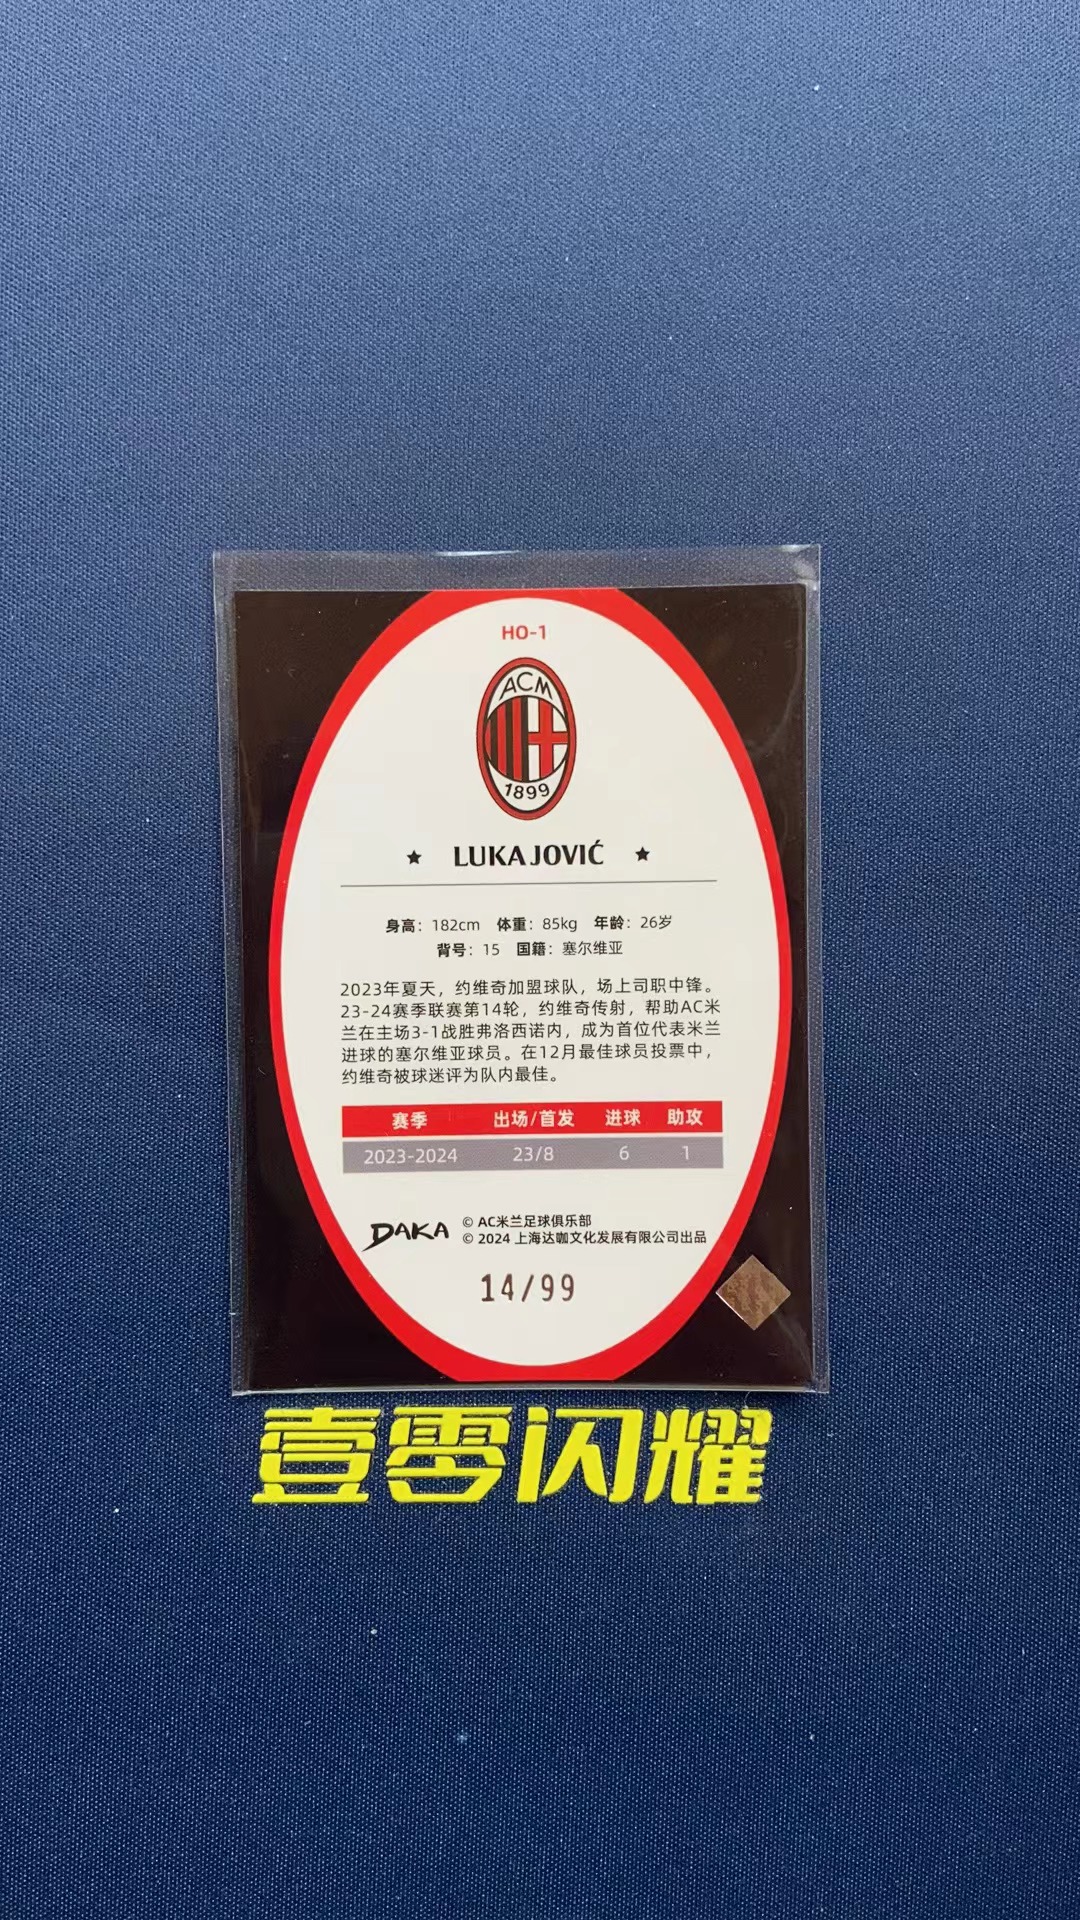 HO-1
ACM
1899
★ LUKA JOVIĆ ★
身高：182cm 体重：85kg 年龄：26岁
背号：15 国籍：塞尔维亚
2023年夏天，约维奇加盟球队，场上司职中锋。
23-24赛季联赛第14轮，约维奇传射，帮助AC米
兰在主场3-1战胜弗洛西诺内，成为首位代表米兰
进球的塞尔维亚球员。在12月最佳球员投票中，
约维奇被球迷评为队内最佳。
赛季 出场/首发 进球 助攻
2023-2024 23/8 6 1
DAKA © AC米兰足球俱乐部
© 2024 上海达咖文化发展有限公司出品
14/99
壹零闪耀